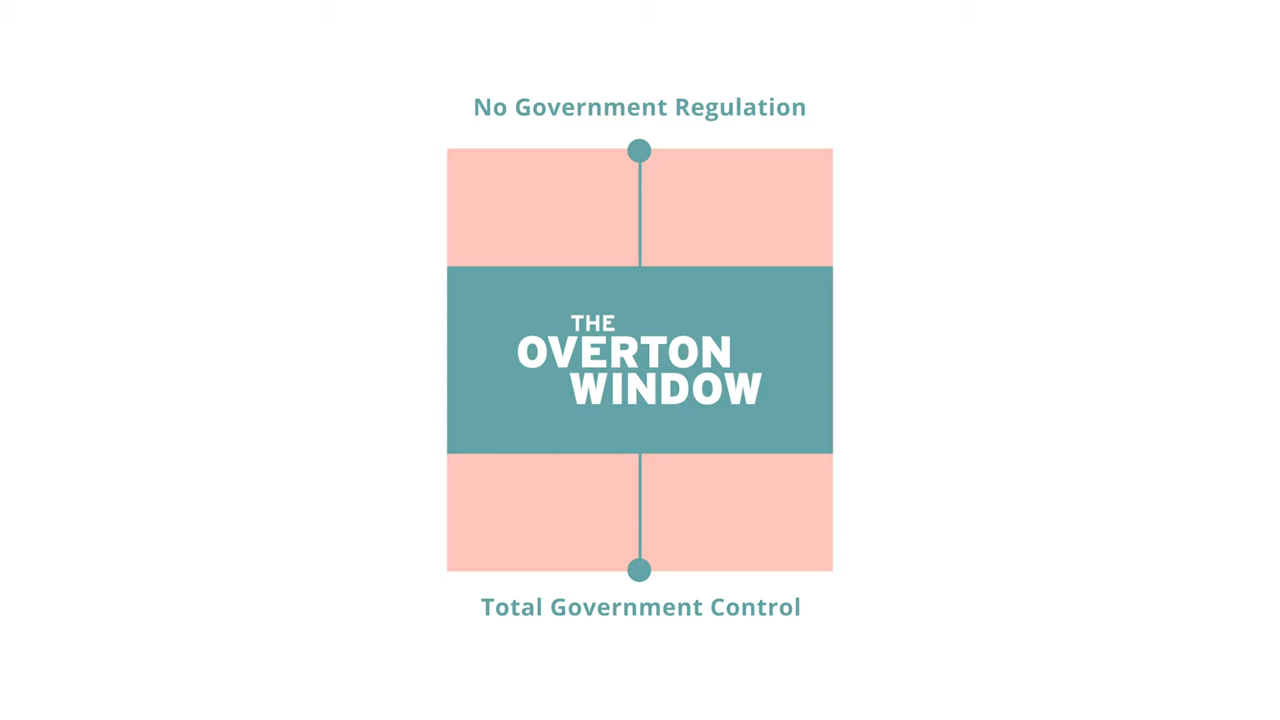 No Government Regulation
THE
OVERTON
WINDOW
Total Government Control